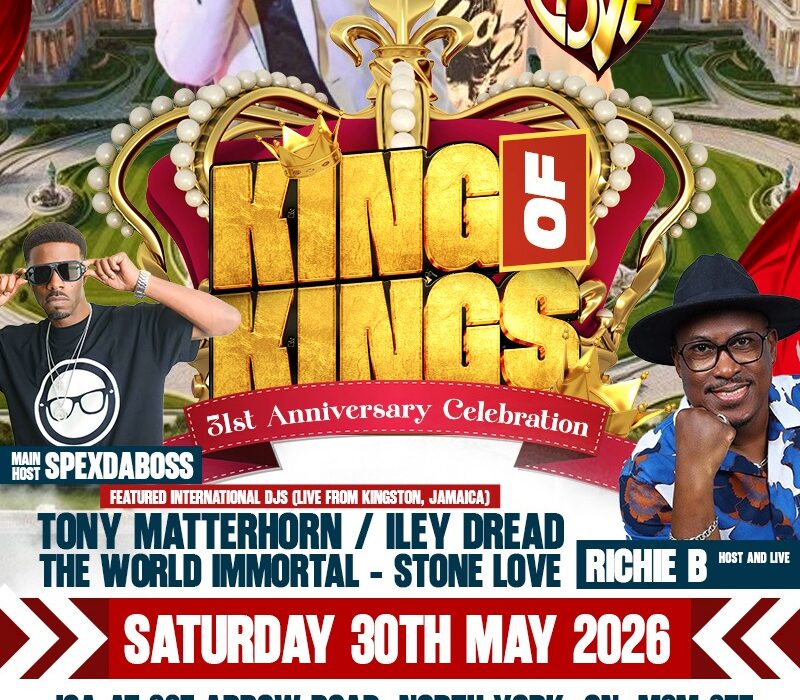 LOVE
KING OF
KINGS
31st Anniversary Celebration
MAIN HOST SPEXDABOSS
FEATURED INTERNATIONAL DJS (LIVE FROM KINGSTON, JAMAICA)
TONY MATTERHORN / ILEY DREAD
THE WORLD IMMORTAL - STONE LOVE
RICHIE B HOST AND LIVE
SATURDAY 30TH MAY 2026